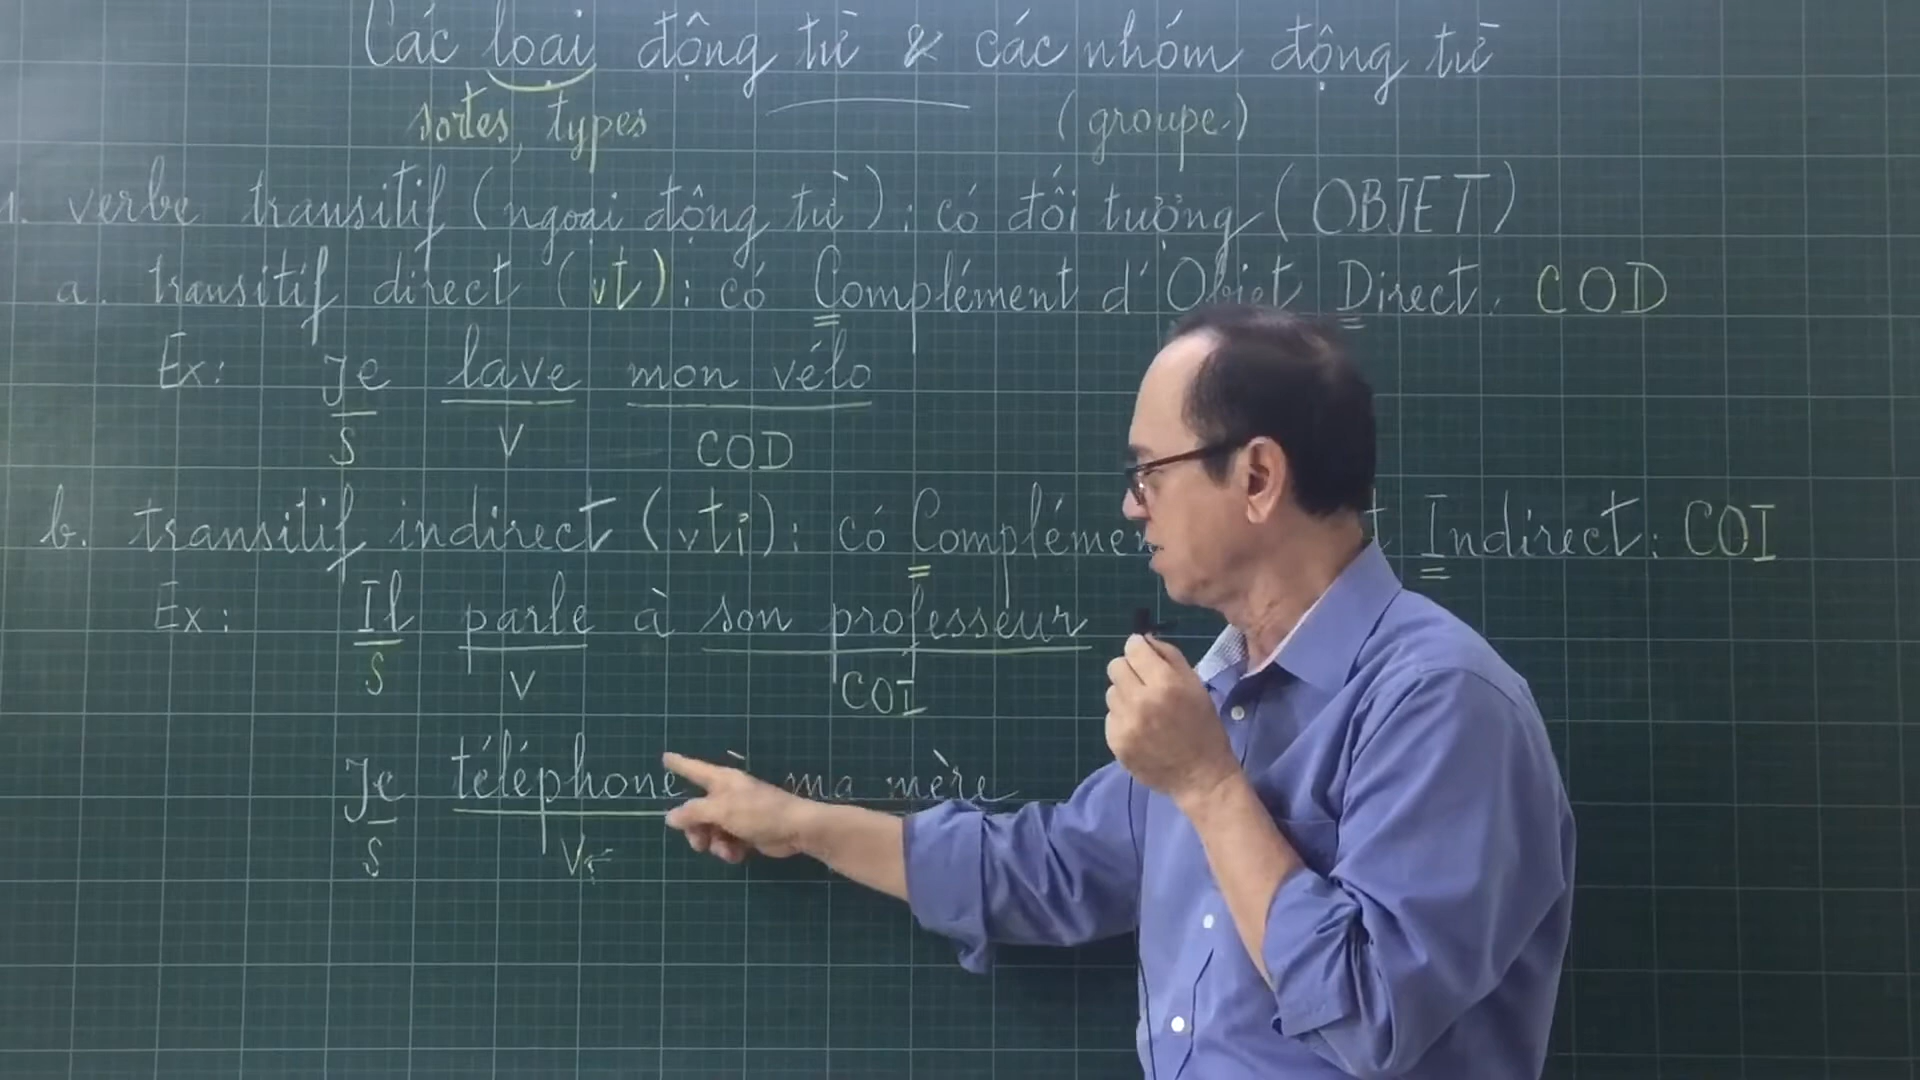 Các loại động từ & các nhóm động từ
sortes, types (groupe)
1. verbe transitif (ngoại động từ) : có đối tượng (OBJET)
a. transitif direct (vt) : có Complément d'Objet Direct. COD
Ex: Je lave mon vélo
S V COD
b. transitif indirect (vti) : có Indirect : COI
Ex: Il parle à son professeur
S V COI
Je téléphone ma mère
S V